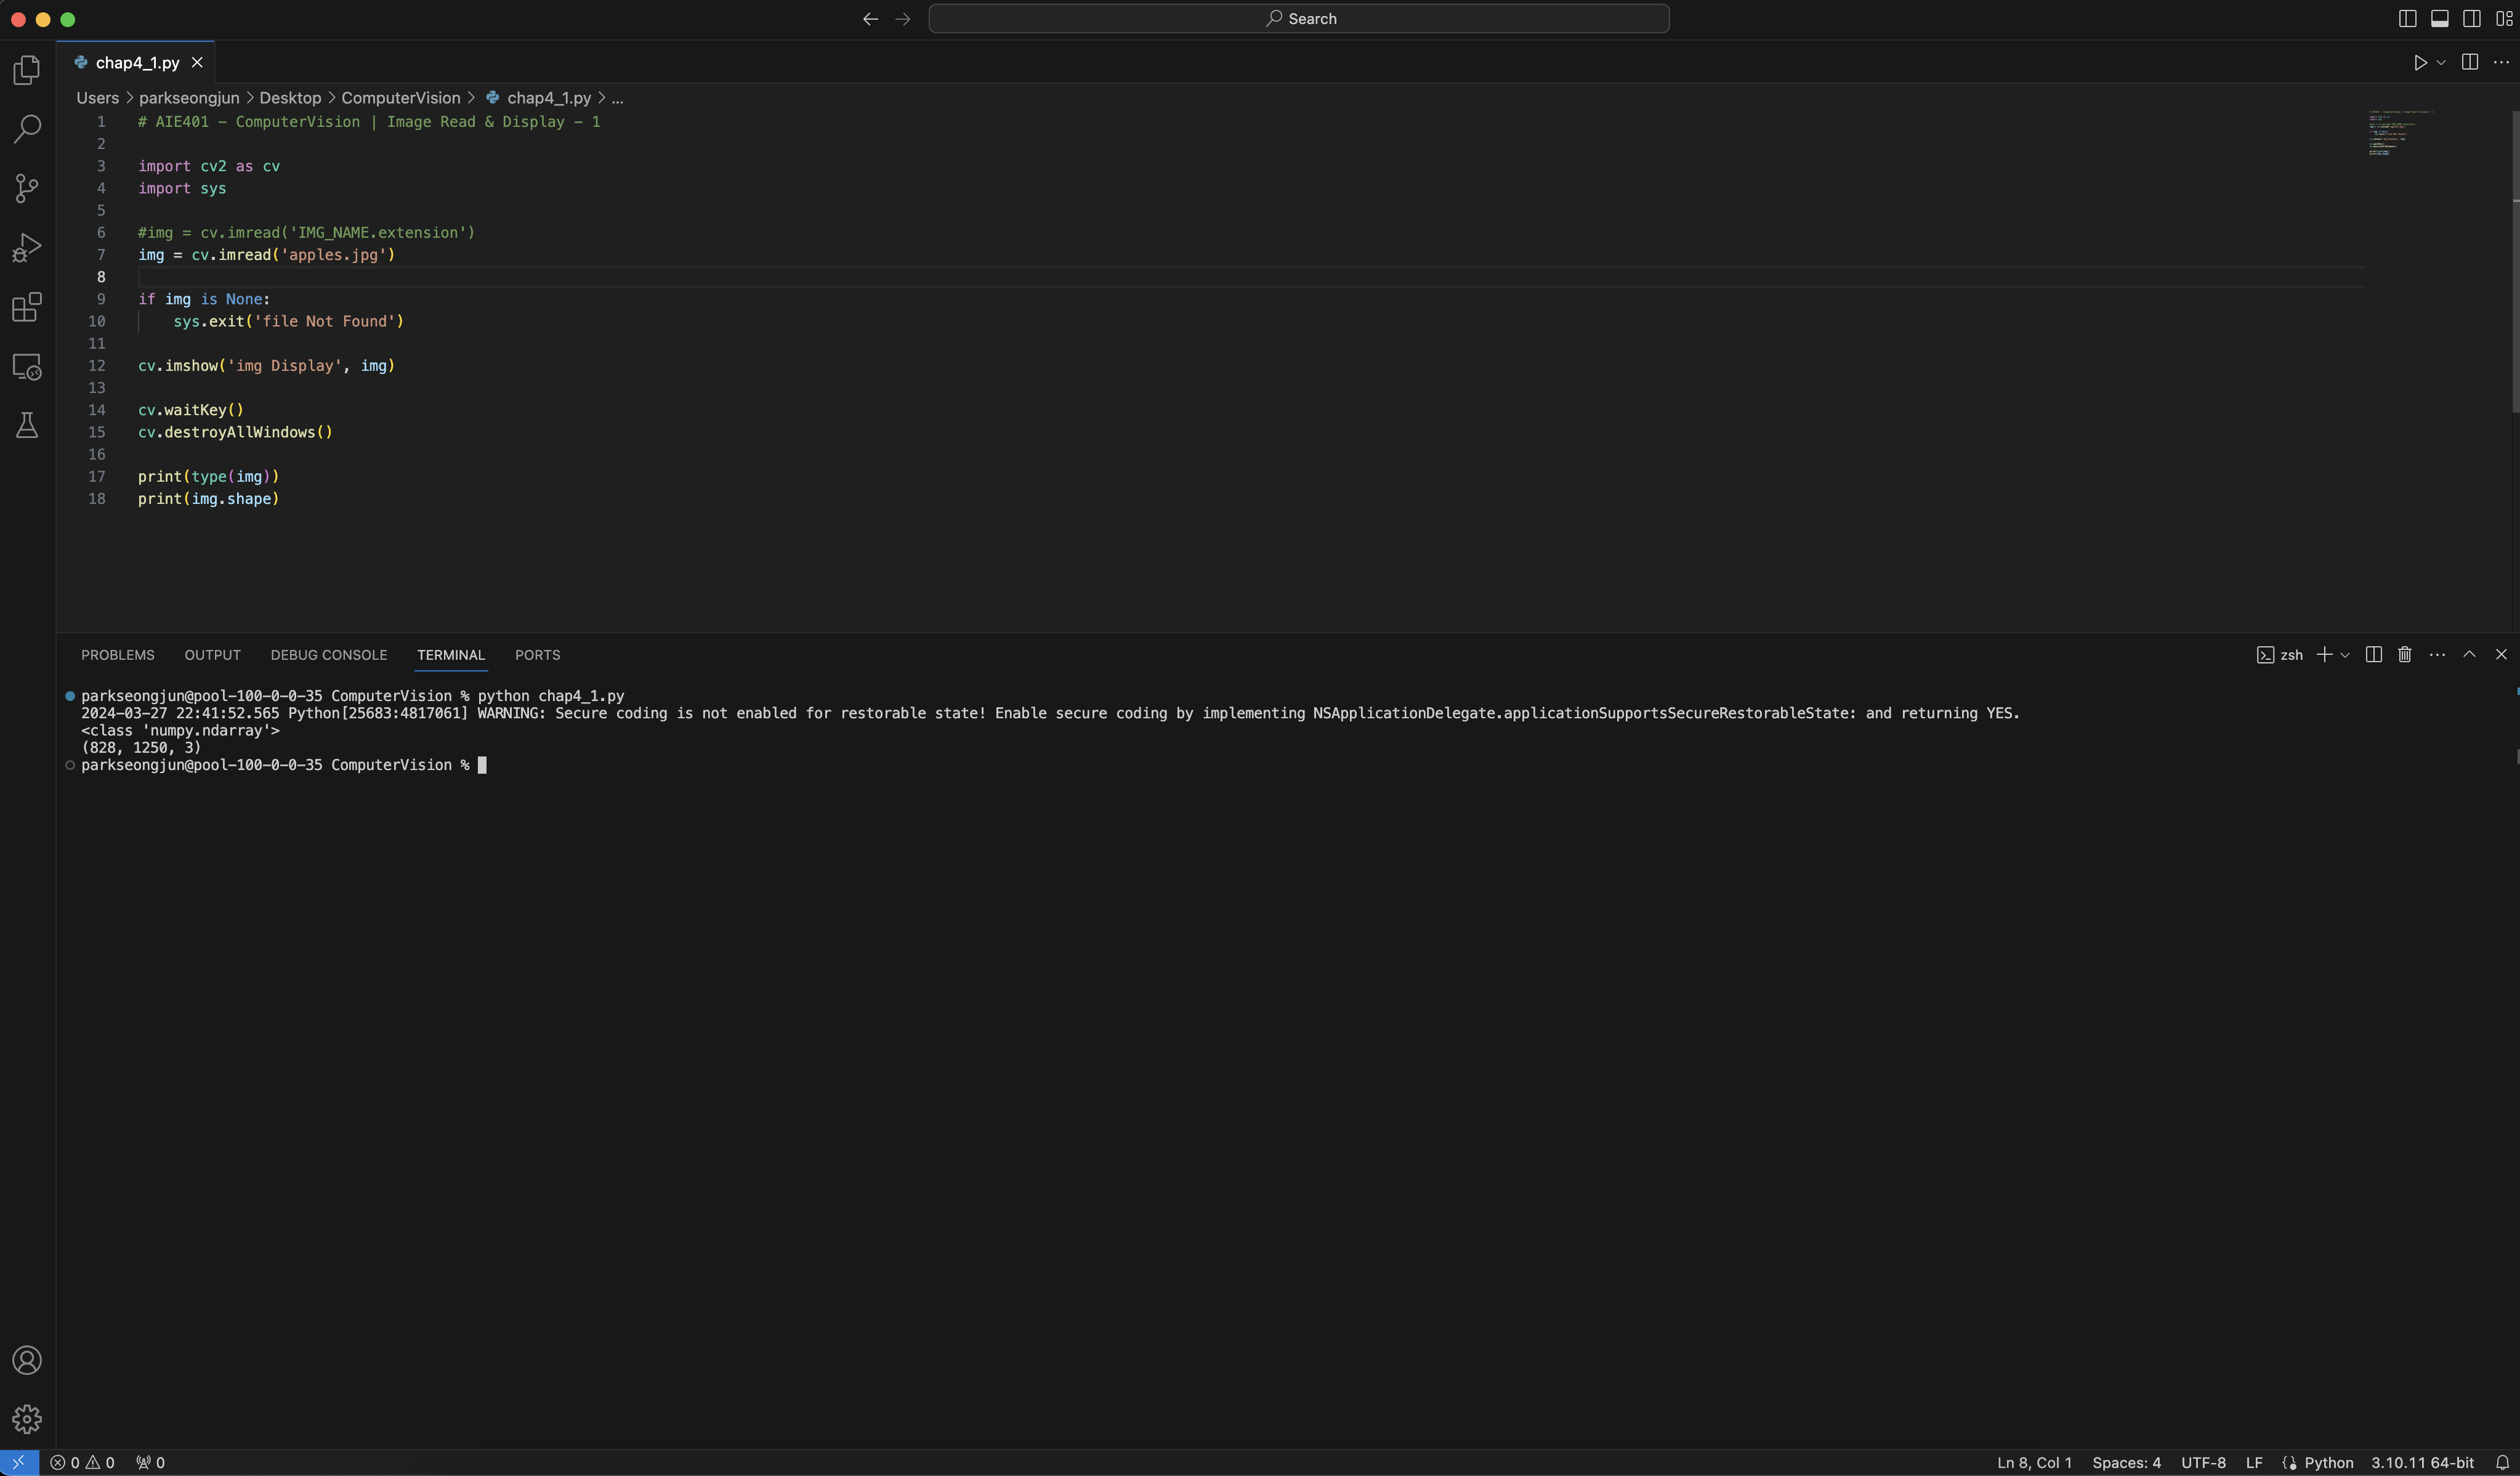 Search
chap4_1.py
Users > parkseongjun > Desktop > ComputerVision > chap4_1.py > ...
1 # AIE401 - ComputerVision | Image Read & Display - 1
2
3 import cv2 as cv
4 import sys
5
6 #img = cv.imread('IMG_NAME.extension')
7 img = cv.imread('apples.jpg')
8
9 if img is None:
10 sys.exit('file Not Found')
11
12 cv.imshow('img Display', img)
13
14 cv.waitKey()
15 cv.destroyAllWindows()
16
17 print(type(img))
18 print(img.shape)
PROBLEMS OUTPUT DEBUG CONSOLE TERMINAL PORTS zsh
parkseongjun@pool-100-0-0-35 ComputerVision % python chap4_1.py
2024-03-27 22:41:52.565 Python[25683:4817061] WARNING: Secure coding is not enabled for restorable state! Enable secure coding by implementing NSApplicationDelegate.applicationSupportsSecureRestorableState: and returning YES.
<class 'numpy.ndarray'>
(828, 1250, 3)
parkseongjun@pool-100-0-0-35 ComputerVision %
0 0 0 Ln 8, Col 1 Spaces: 4 UTF-8 LF Python 3.10.11 64-bit